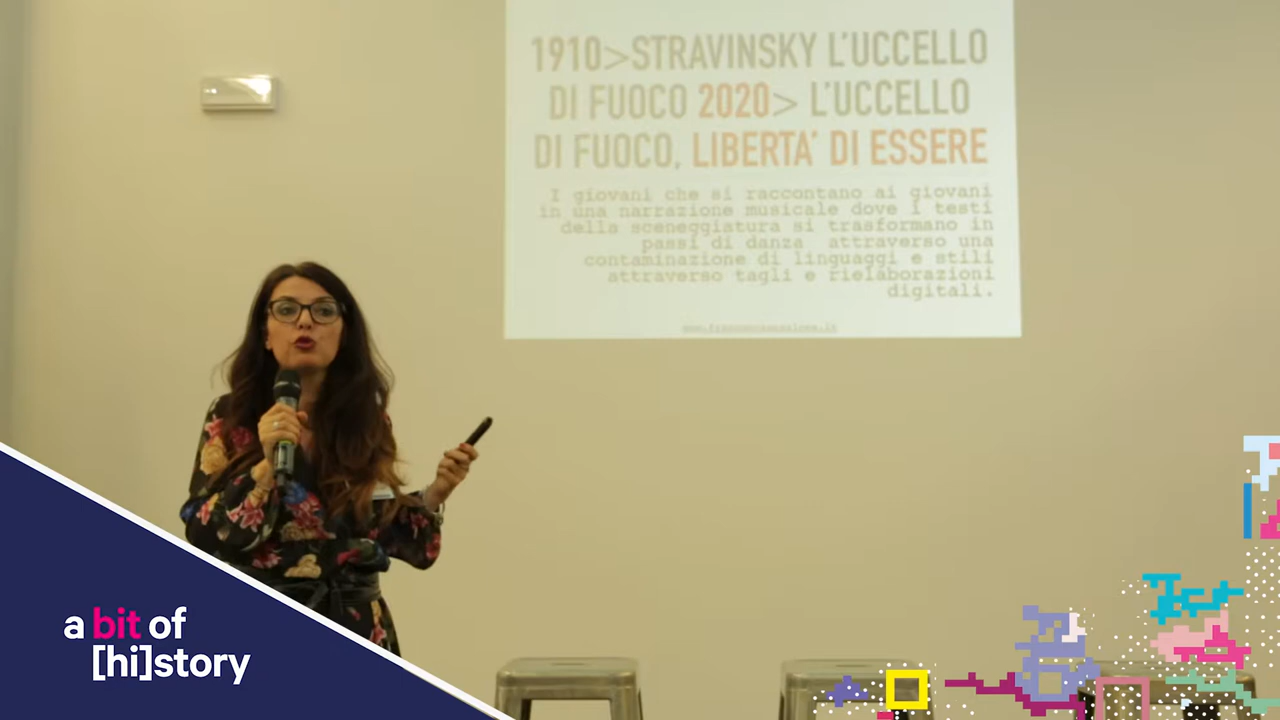 1910>STRAVINSKY L'UCCELLO
DI FUOCO 2020> L'UCCELLO
DI FUOCO, LIBERTA' DI ESSERE
I giovani che si raccontano ai giovani
in una narrazione musicale dove i testi
della sceneggiatura si trasformano in
passi di danza attraverso una
contaminazione di linguaggi e stili
attraverso tagli e rielaborazioni
digitali.
a bit of
[hi]story